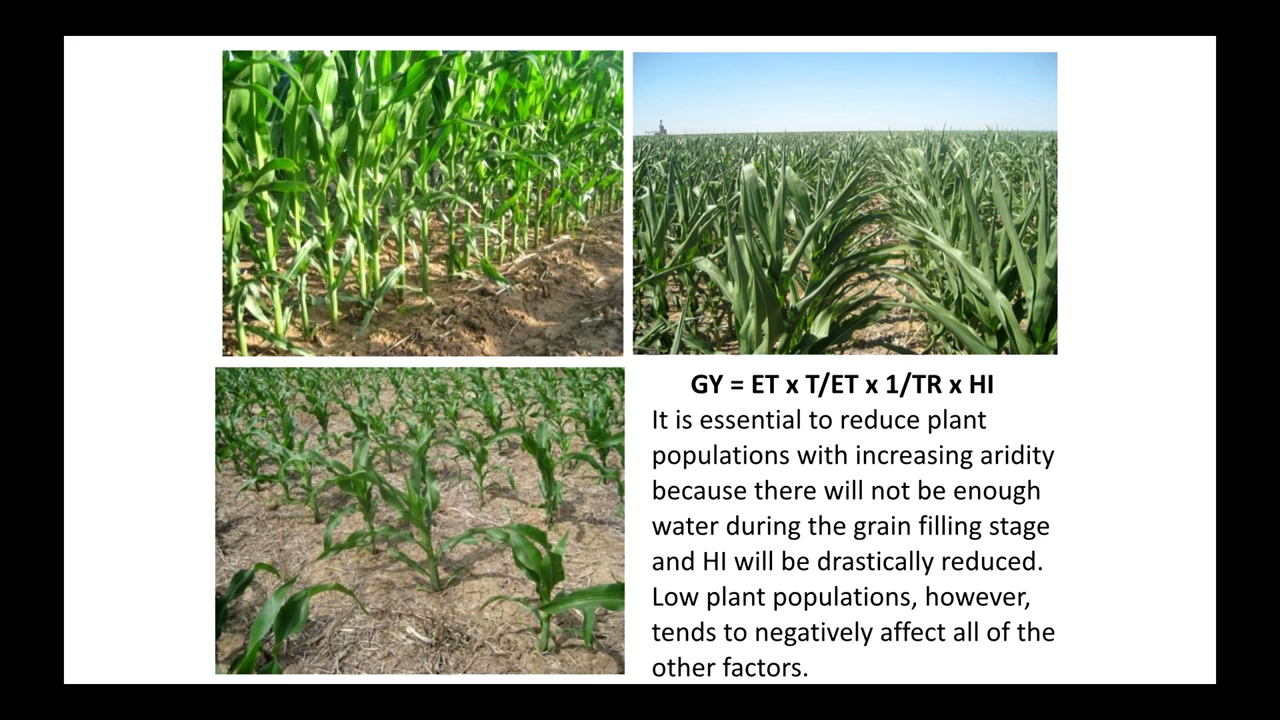 GY = ET x T/ET x 1/TR x HI
It is essential to reduce plant
populations with increasing aridity
because there will not be enough
water during the grain filling stage
and HI will be drastically reduced.
Low plant populations, however,
tends to negatively affect all of the
other factors.